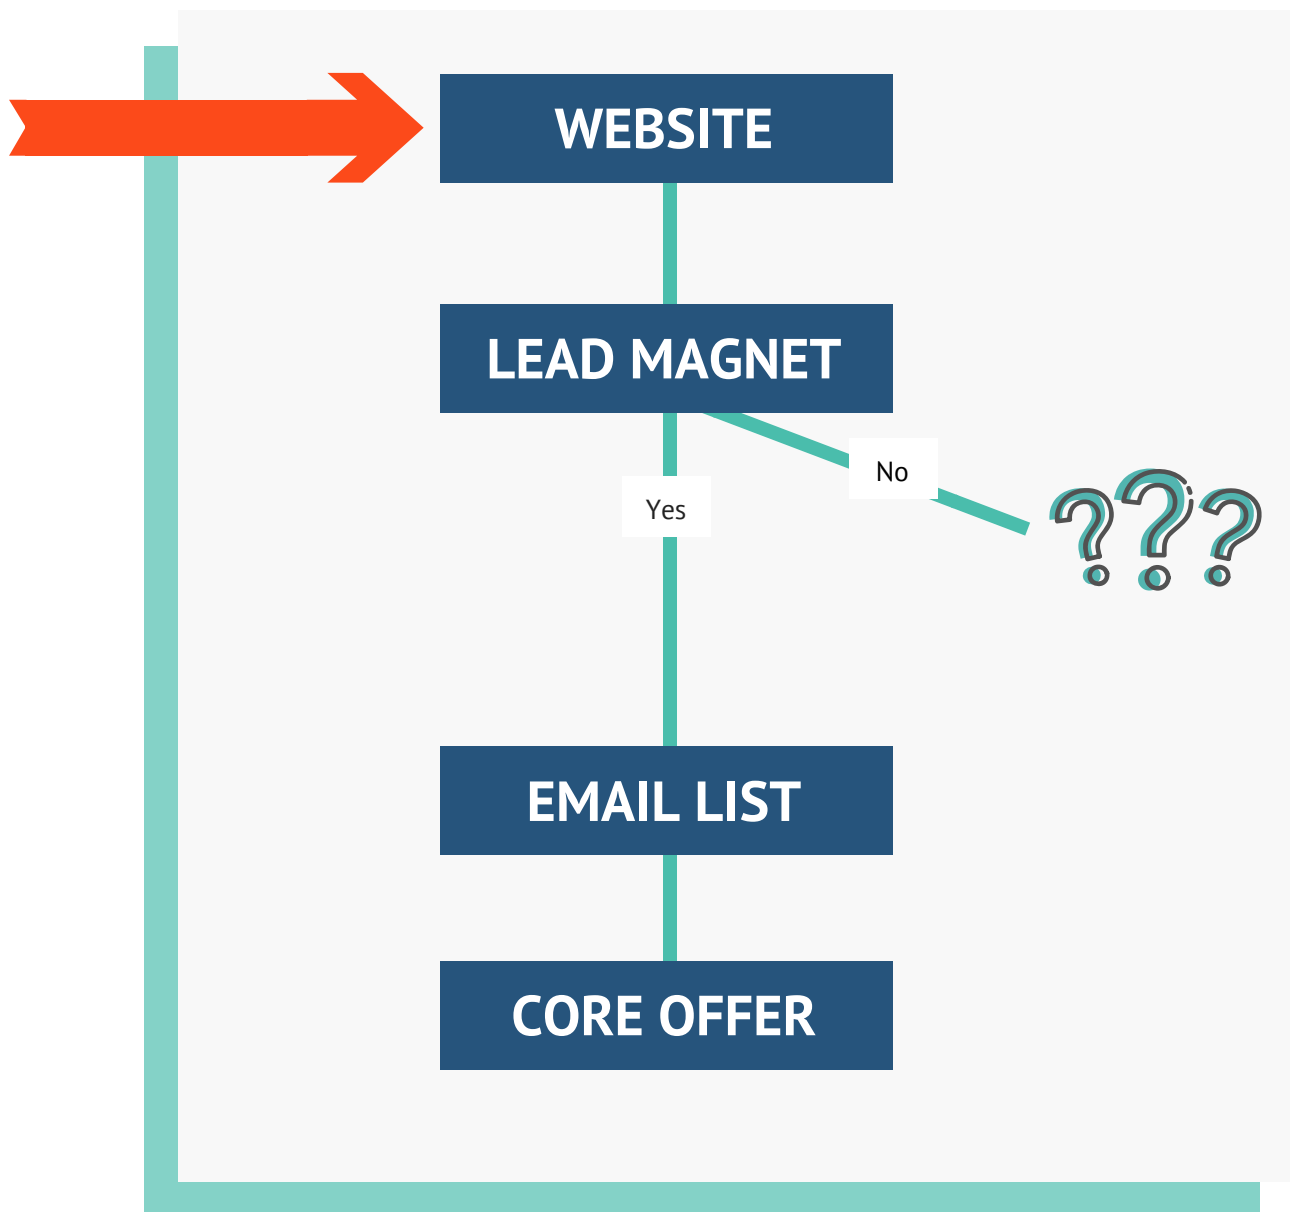 WEBSITE
LEAD MAGNET
No
Yes
???
EMAIL LIST
CORE OFFER